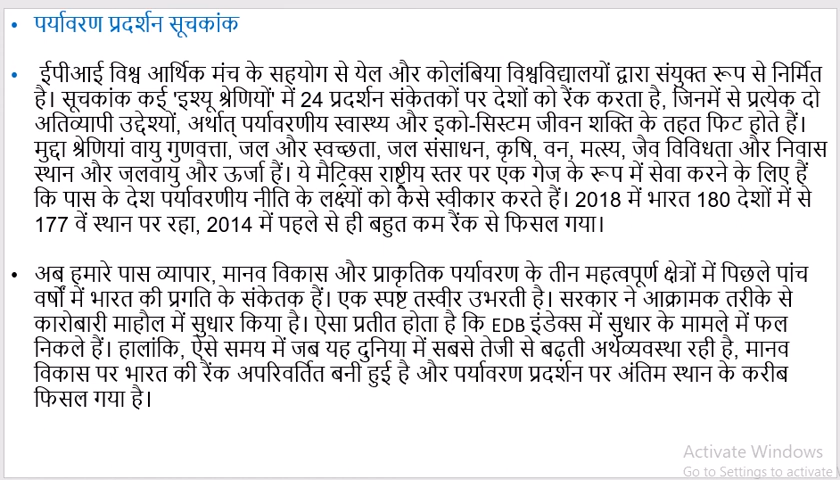 • पर्यावरण प्रदर्शन सूचकांक
• ईपीआई विश्व आर्थिक मंच के सहयोग से येल और कोलंबिया विश्वविद्यालयों द्वारा संयुक्त रूप से निर्मित
है। सूचकांक कई 'इश्यू श्रेणियों' में 24 प्रदर्शन संकेतकों पर देशों को रैंक करता है, जिनमें से प्रत्येक दो
अतिव्यापी उद्देश्यों, अर्थात् पर्यावरणीय स्वास्थ्य और इको-सिस्टम जीवन शक्ति के तहत फिट होते हैं।
मुद्दा श्रेणियां वायु गुणवत्ता, जल और स्वच्छता, जल संसाधन, कृषि, वन, मत्स्य, जैव विविधता और निवास
स्थान और जलवायु और ऊर्जा हैं। ये मैट्रिक्स राष्ट्रीय स्तर पर एक गेज के रूप में सेवा करने के लिए हैं
कि पास के देश पर्यावरणीय नीति के लक्ष्यों को कैसे स्वीकार करते हैं। 2018 में भारत 180 देशों में से
177 वें स्थान पर रहा, 2014 में पहले से ही बहुत कम रैंक से फिसल गया।
• अब हमारे पास व्यापार, मानव विकास और प्राकृतिक पर्यावरण के तीन महत्वपूर्ण क्षेत्रों में पिछले पांच
वर्षों में भारत की प्रगति के संकेतक हैं। एक स्पष्ट तस्वीर उभरती है। सरकार ने आक्रामक तरीके से
कारोबारी माहौल में सुधार किया है। ऐसा प्रतीत होता है कि EDB इंडेक्स में सुधार के मामले में फल
निकले हैं। हालांकि, ऐसे समय में जब यह दुनिया में सबसे तेजी से बढ़ती अर्थव्यवस्था रही है, मानव
विकास पर भारत की रैंक अपरिवर्तित बनी हुई है और पर्यावरण प्रदर्शन पर अंतिम स्थान के करीब
फिसल गया है।
Activate Windows
Go to Settings to activate